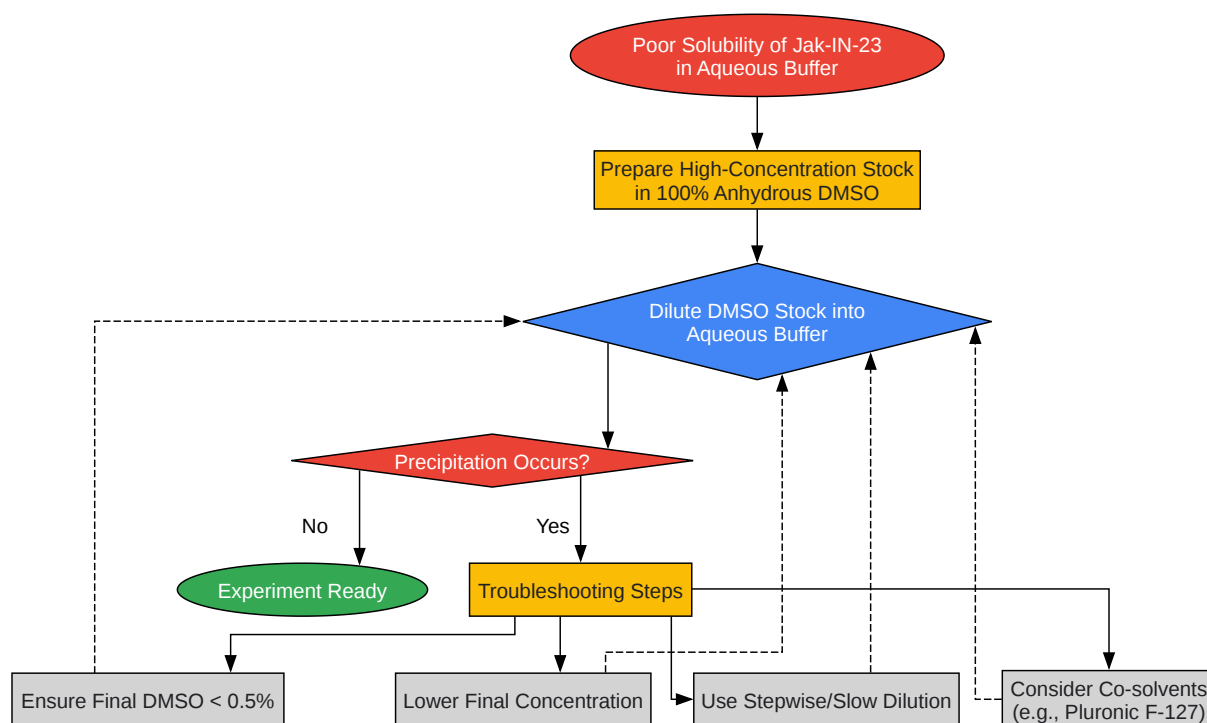 Poor Solubility of Jak-IN-23
in Aqueous Buffer
Prepare High-Concentration Stock
in 100% Anhydrous DMSO
Dilute DMSO Stock into
Aqueous Buffer
Precipitation Occurs?
No
Yes
Experiment Ready
Troubleshooting Steps
Ensure Final DMSO < 0.5%
Lower Final Concentration
Use Stepwise/Slow Dilution
Consider Co-solvents
(e.g., Pluronic F-127)